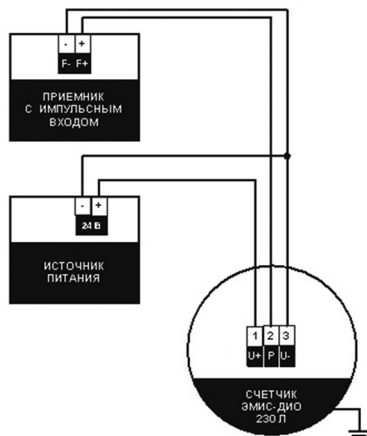 - +
F- F+
ПРИЕМНИК
С ИМПУЛЬСНЫМ
ВХОДОМ
- +
24 В
ИСТОЧНИК
ПИТАНИЯ
1 2 3
U+ P U-
СЧЕТЧИК
ЭМИС-ДИО
230 Л